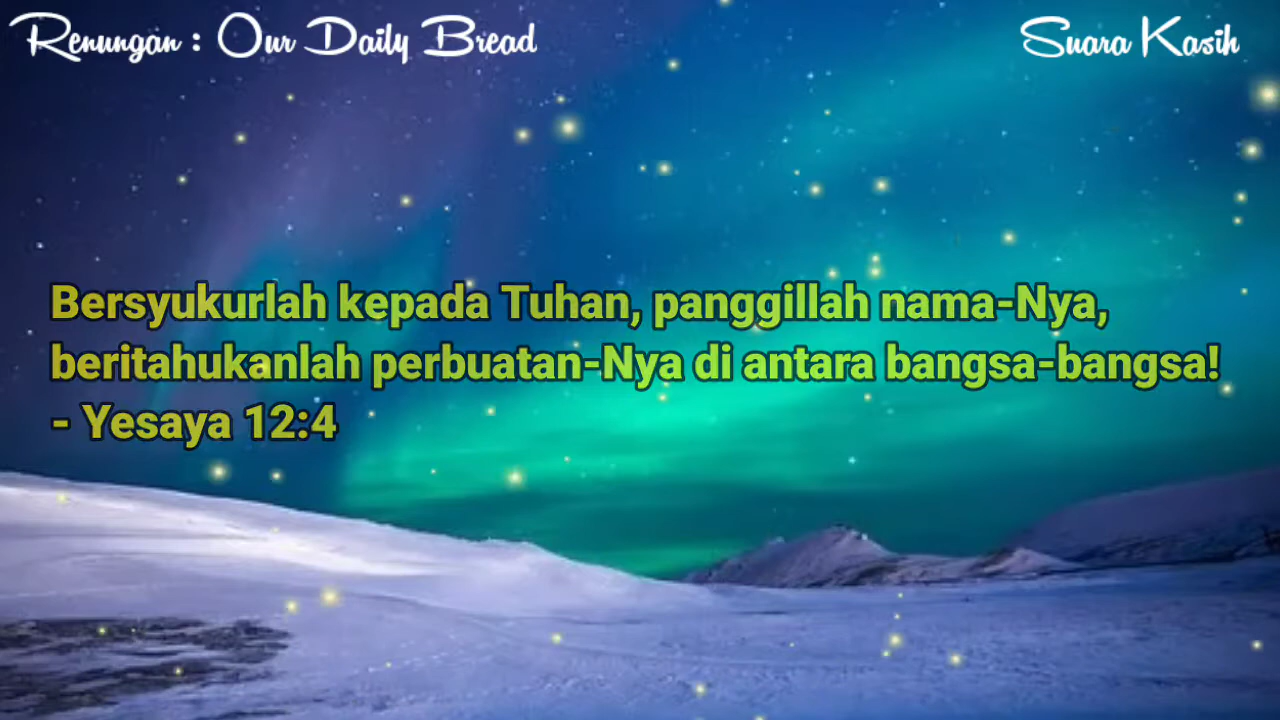 Renungan : Our Daily Bread
Suara Kasih
Bersyukurlah kepada Tuhan, panggillah nama-Nya,
beritahukanlah perbuatan-Nya di antara bangsa-bangsa!
- Yesaya 12:4